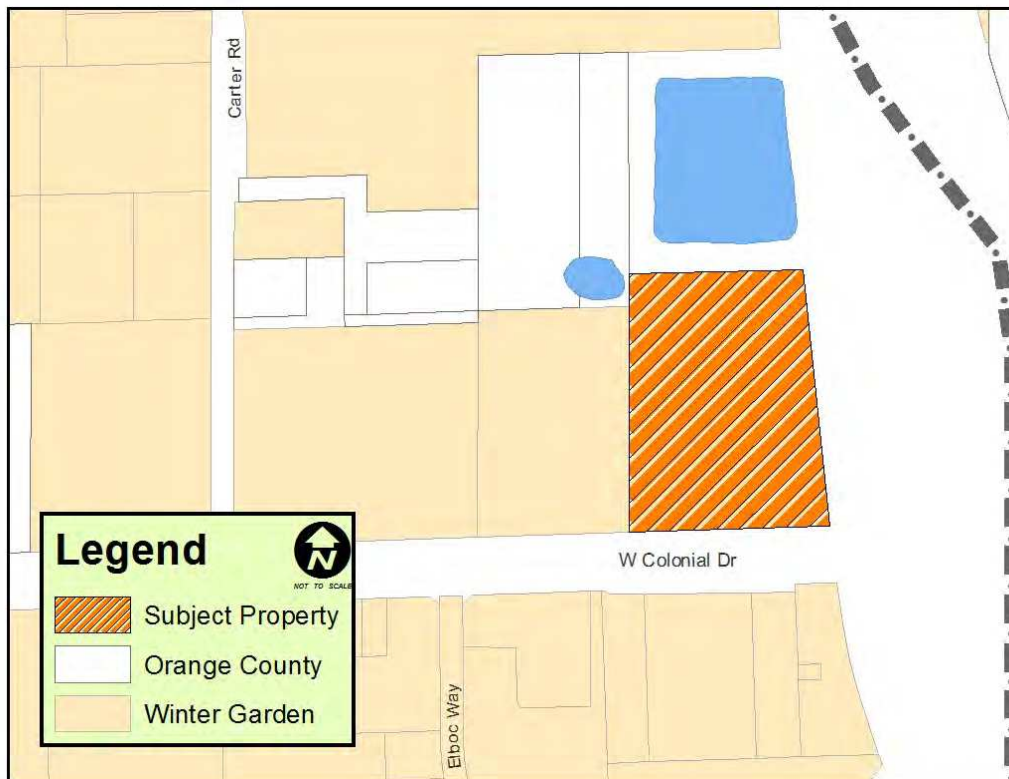 Carter Rd
W Colonial Dr
Elboc Way
Legend
N
NOT TO SCALE
Subject Property
Orange County
Winter Garden